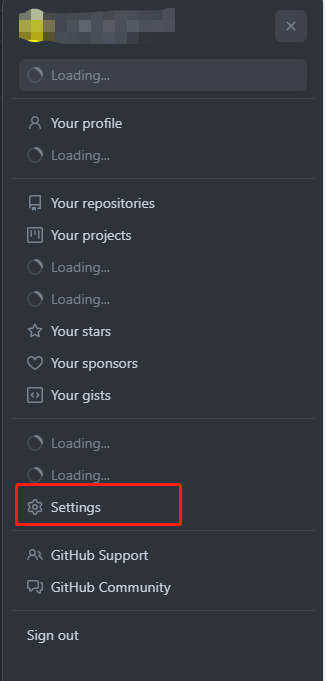 Loading...
Your profile
Loading...
Your repositories
Your projects
Loading...
Loading...
Your stars
Your sponsors
Your gists
Loading...
Loading...
Settings
GitHub Support
GitHub Community
Sign out